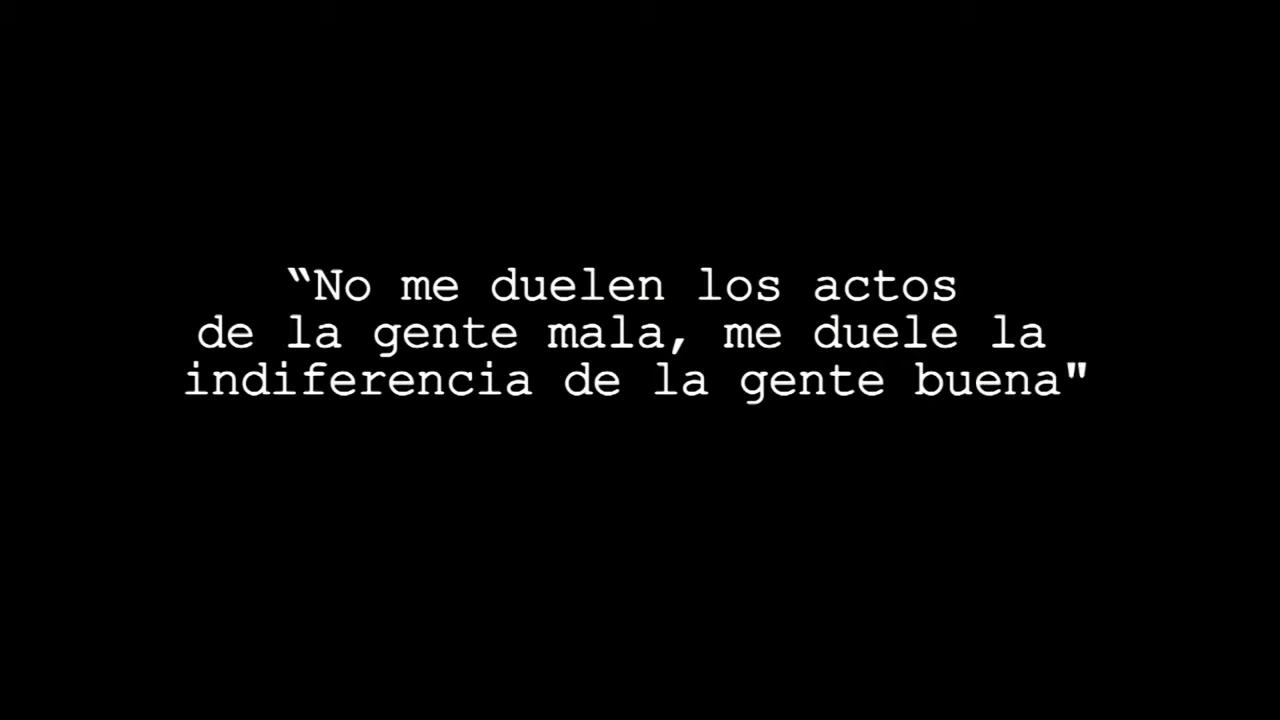 “No me duelen los actos
de la gente mala, me duele la
indiferencia de la gente buena"